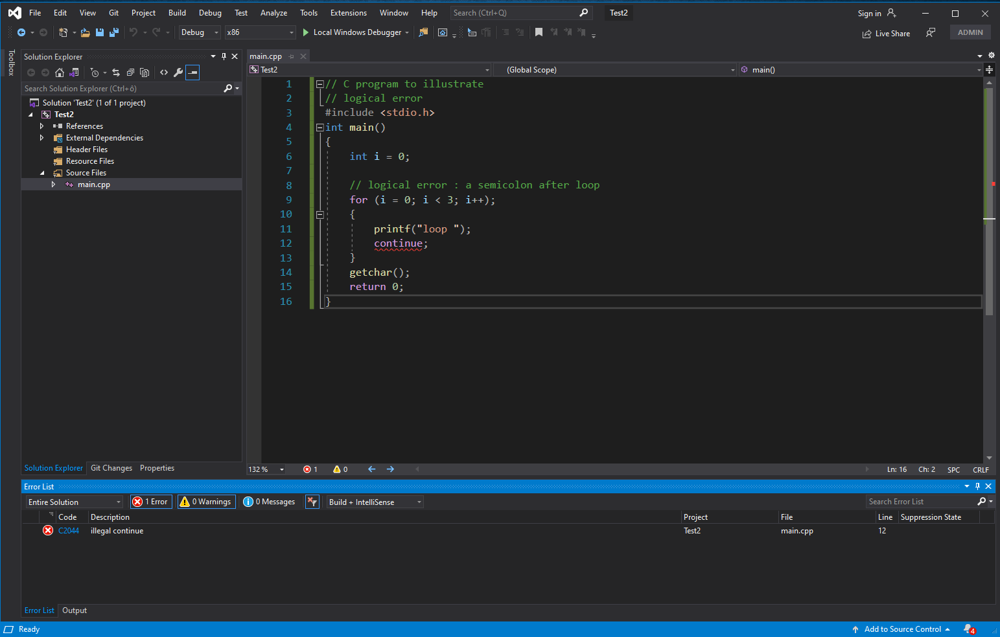 File Edit View Git Project Build Debug Test Analyze Tools Extensions Window Help Search (Ctrl+Q) Test2 Sign in
Debug x86 Local Windows Debugger Live Share ADMIN
Toolbox
Solution Explorer
Search Solution Explorer (Ctrl+ô)
Solution 'Test2' (1 of 1 project)
Test2
References
External Dependencies
Header Files
Resource Files
Source Files
main.cpp
Solution Explorer Git Changes Properties
main.cpp
Test2 (Global Scope) main()
1 // C program to illustrate
2 // logical error
3 #include <stdio.h>
4 int main()
5 {
6 int i = 0;
7
8 // logical error : a semicolon after loop
9 for (i = 0; i < 3; i++);
10 {
11 printf("loop ");
12 continue;
13 }
14 getchar();
15 return 0;
16 }
132 % 1 0 Ln: 16 Ch: 2 SPC CRLF
Error List
Entire Solution 1 Error 0 Warnings 0 Messages Build + IntelliSense Search Error List
Code Description Project File Line Suppression State
C2044 illegal continue Test2 main.cpp 12
Error List Output
Ready Add to Source Control 4